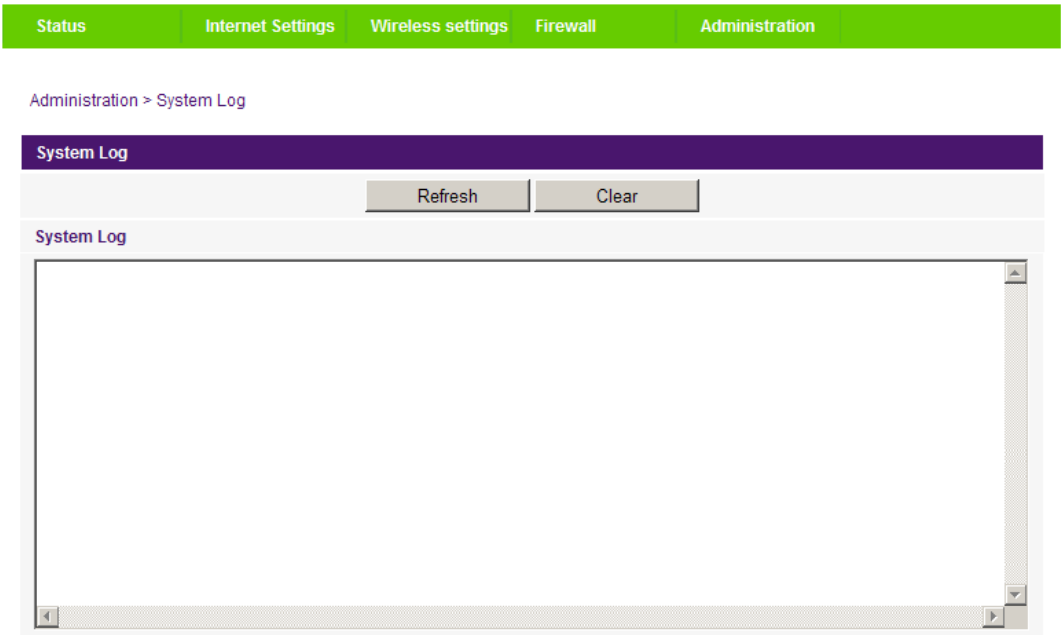 Status Internet Settings Wireless settings Firewall Administration
Administration > System Log
System Log
Refresh Clear
System Log